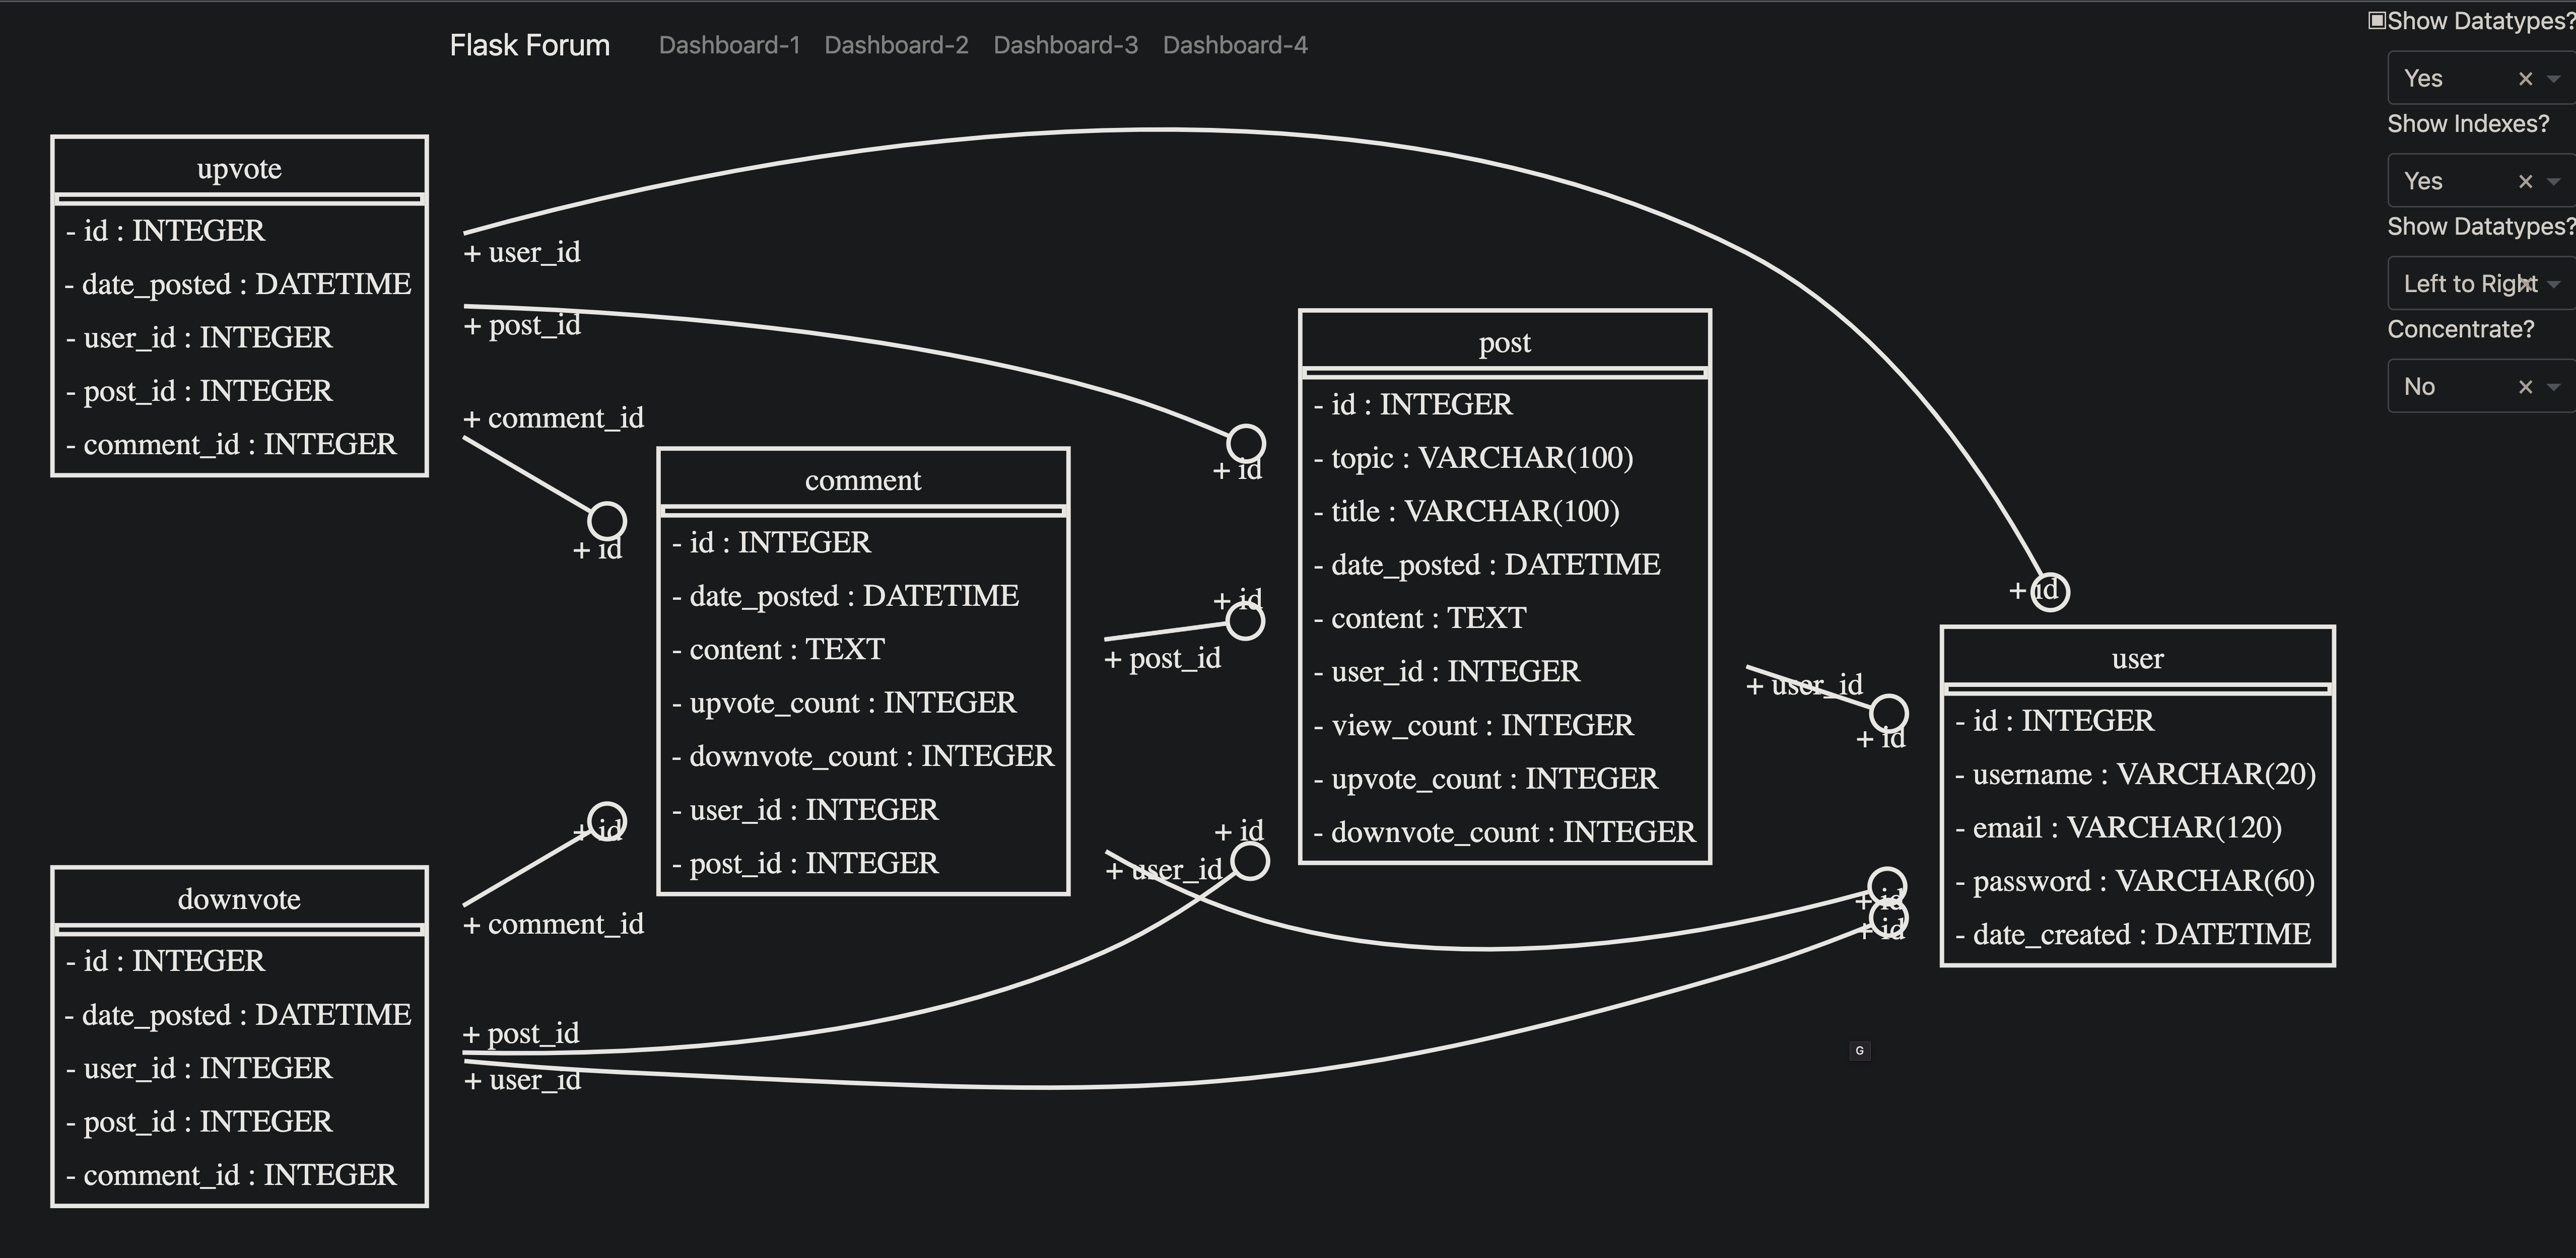 Flask Forum Dashboard-1 Dashboard-2 Dashboard-3 Dashboard-4
Show Datatypes?
Yes
Show Indexes?
Yes
Show Datatypes?
Left to Right
Concentrate?
No
upvote
- id : INTEGER
- date_posted : DATETIME
- user_id : INTEGER
- post_id : INTEGER
- comment_id : INTEGER
+ user_id
+ post_id
+ comment_id
+ id
comment
- id : INTEGER
- date_posted : DATETIME
- content : TEXT
- upvote_count : INTEGER
- downvote_count : INTEGER
- user_id : INTEGER
- post_id : INTEGER
+ id
+ id
+ post_id
+ id
+ user_id
post
- id : INTEGER
- topic : VARCHAR(100)
- title : VARCHAR(100)
- date_posted : DATETIME
- content : TEXT
- user_id : INTEGER
- view_count : INTEGER
- upvote_count : INTEGER
- downvote_count : INTEGER
+ id
+ user_id
+ id
+ id
+ id
user
- id : INTEGER
- username : VARCHAR(20)
- email : VARCHAR(120)
- password : VARCHAR(60)
- date_created : DATETIME
downvote
- id : INTEGER
- date_posted : DATETIME
- user_id : INTEGER
- post_id : INTEGER
- comment_id : INTEGER
+ id
+ comment_id
+ post_id
+ user_id
G